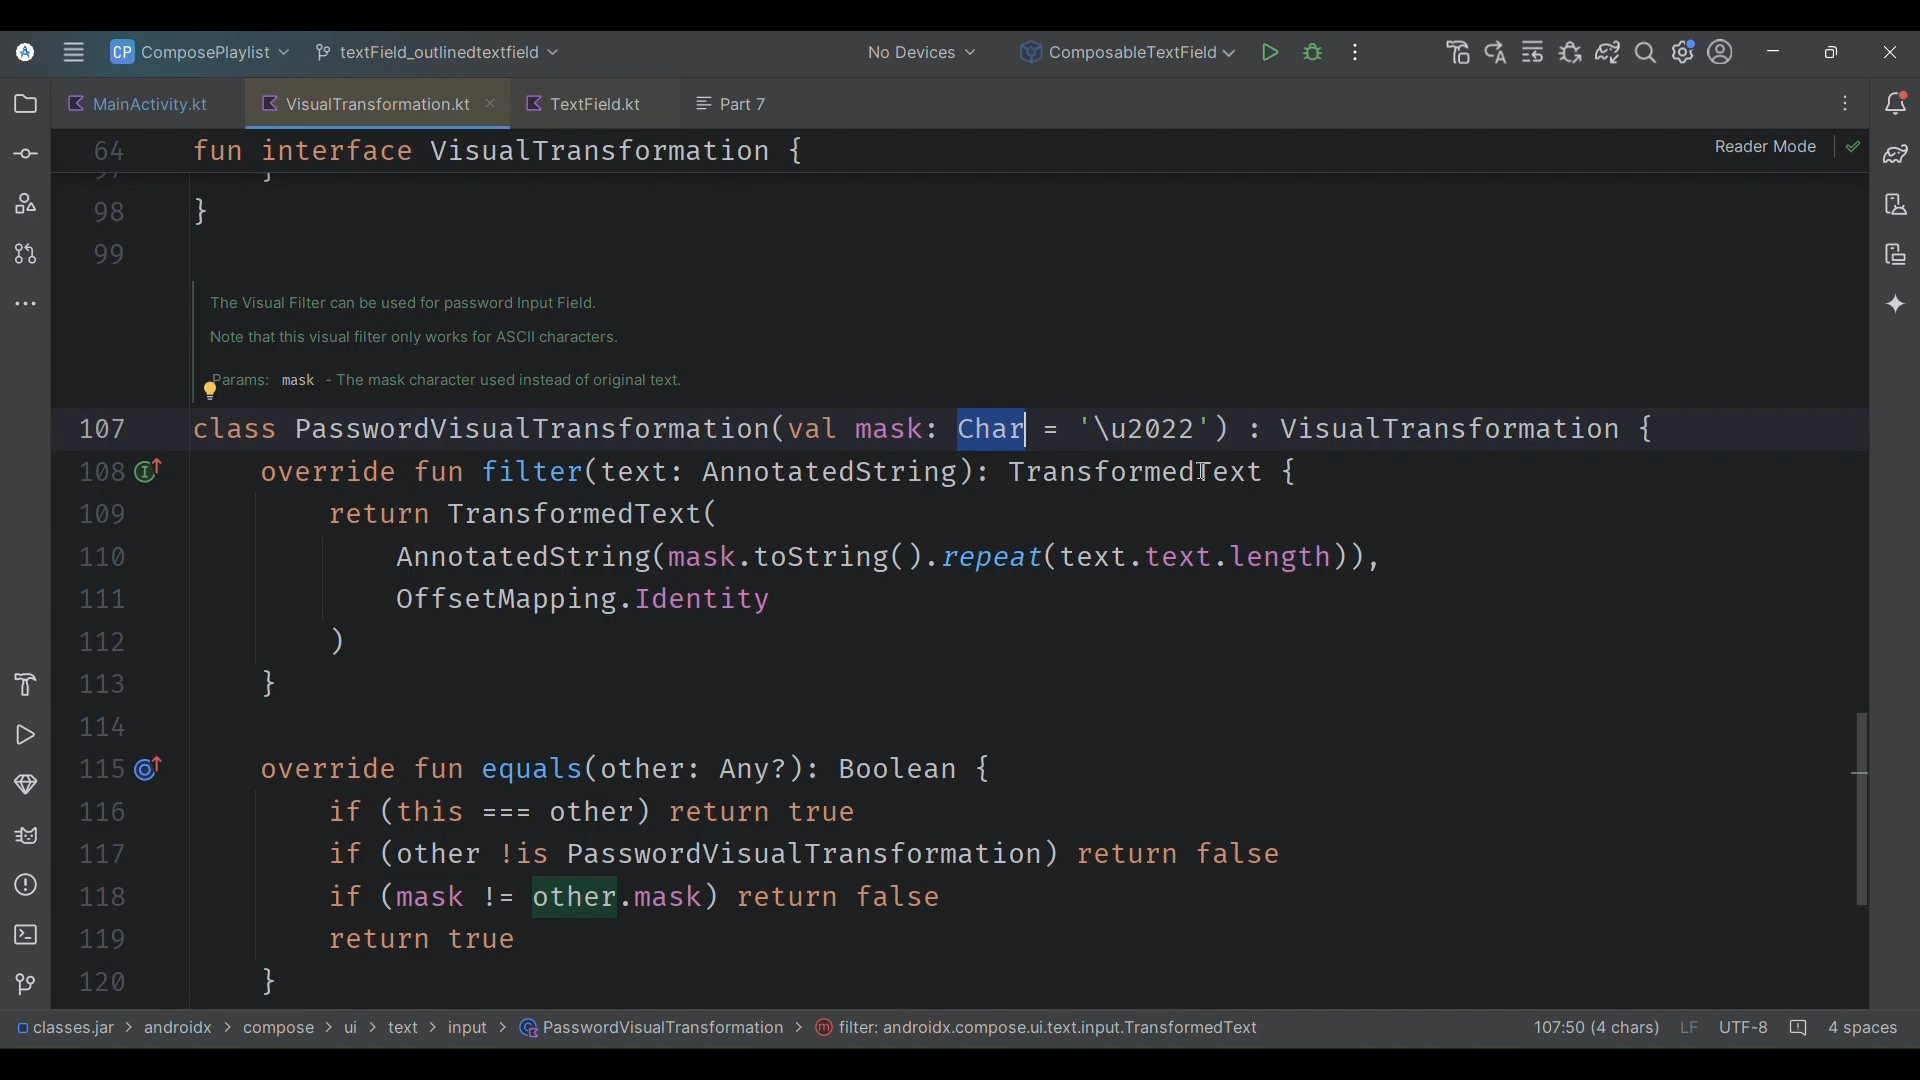 CP ComposePlaylist textField_outlinedtextfield No Devices ComposableTextField
MainActivity.kt VisualTransformation.kt TextField.kt Part 7
64 fun interface VisualTransformation { Reader Mode
97 }
98 }
99
The Visual Filter can be used for password Input Field.
Note that this visual filter only works for ASCII characters.
Params: mask - The mask character used instead of original text.
107 class PasswordVisualTransformation(val mask: Char = '\u2022') : VisualTransformation {
108 override fun filter(text: AnnotatedString): TransformedText {
109 return TransformedText(
110 AnnotatedString(mask.toString().repeat(text.text.length)),
111 OffsetMapping.Identity
112 )
113 }
114
115 override fun equals(other: Any?): Boolean {
116 if (this === other) return true
117 if (other !is PasswordVisualTransformation) return false
118 if (mask != other.mask) return false
119 return true
120 }
classes.jar > androidx > compose > ui > text > input > PasswordVisualTransformation > filter: androidx.compose.ui.text.input.TransformedText 107:50 (4 chars) LF UTF-8 4 spaces